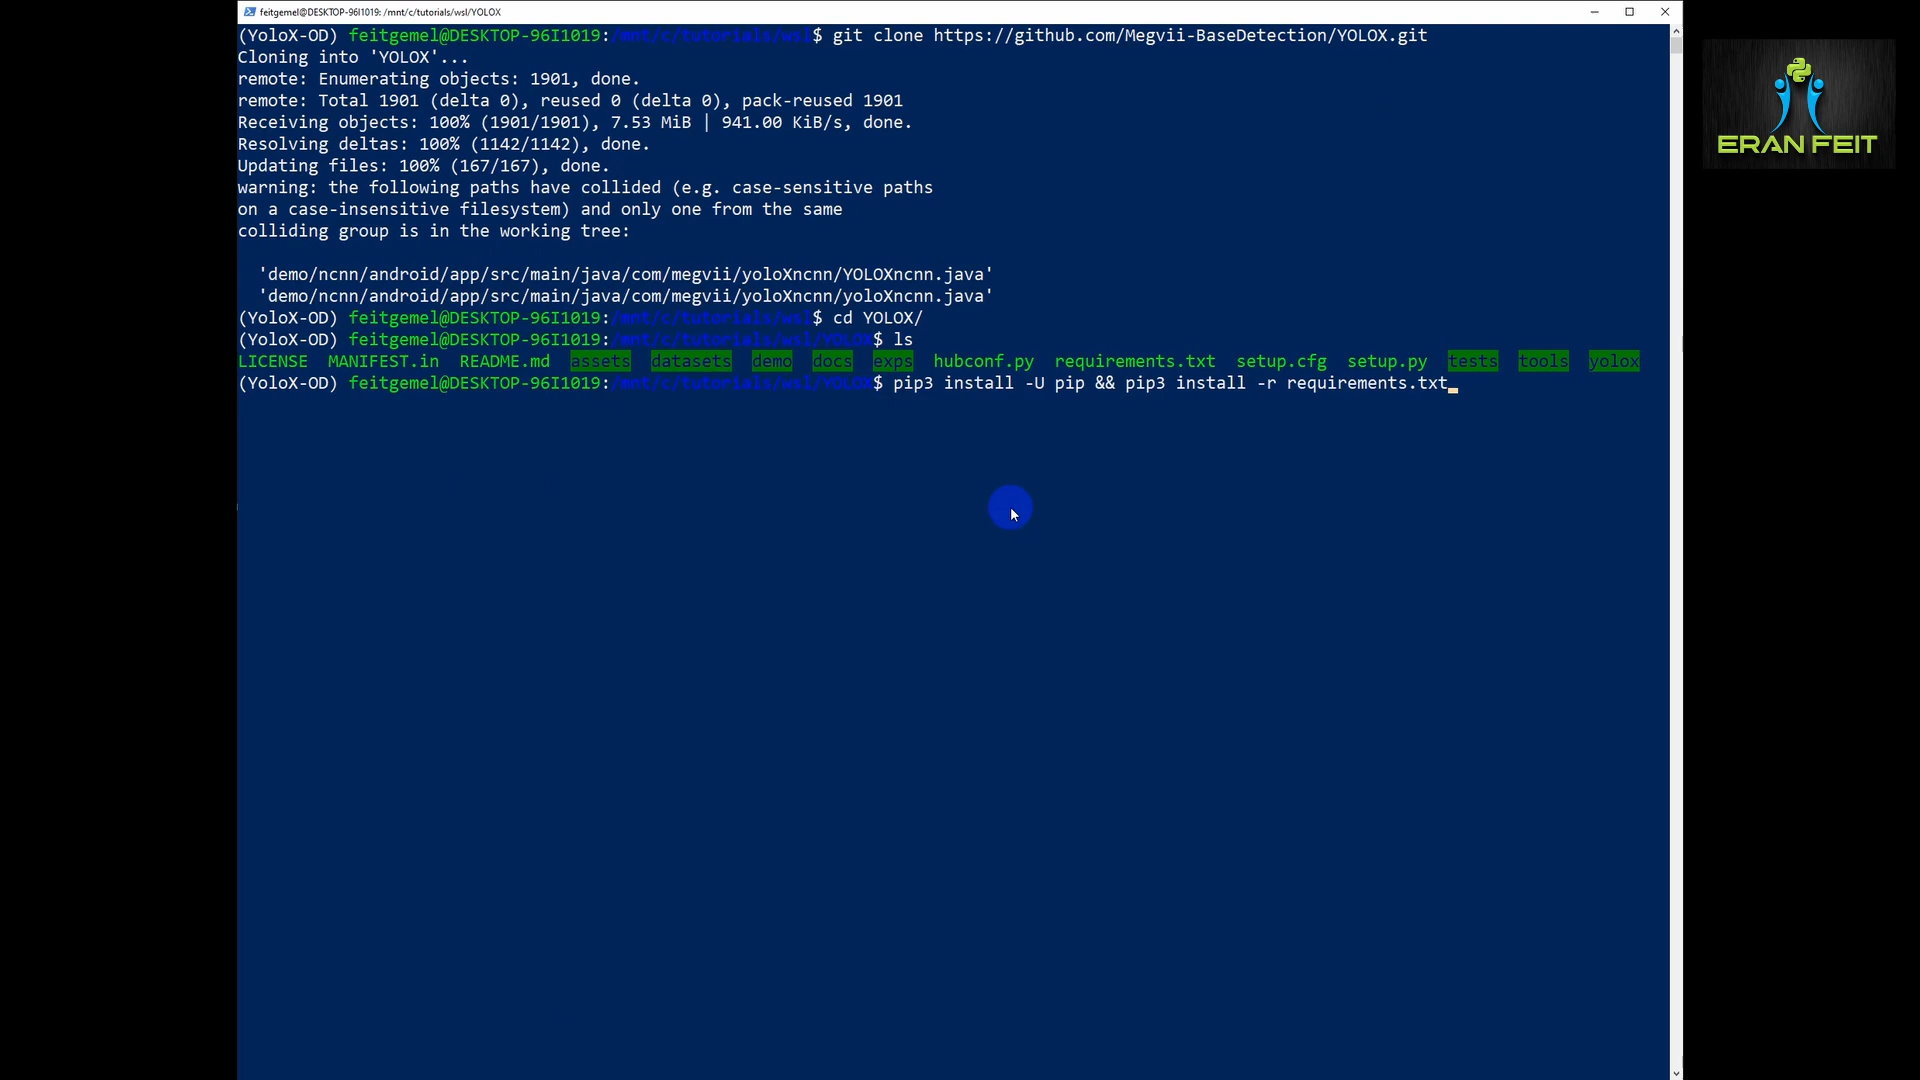 feitgemel@DESKTOP-96I1019: /mnt/c/tutorials/wsl/YOLOX
(YoloX-OD) feitgemel@DESKTOP-96I1019:/mnt/c/tutorials/wsl$ git clone https://github.com/Megvii-BaseDetection/YOLOX.git
Cloning into 'YOLOX'...
remote: Enumerating objects: 1901, done.
remote: Total 1901 (delta 0), reused 0 (delta 0), pack-reused 1901
Receiving objects: 100% (1901/1901), 7.53 MiB | 941.00 KiB/s, done.
Resolving deltas: 100% (1142/1142), done.
Updating files: 100% (167/167), done.
warning: the following paths have collided (e.g. case-sensitive paths
on a case-insensitive filesystem) and only one from the same
colliding group is in the working tree:
'demo/ncnn/android/app/src/main/java/com/megvii/yoloXncnn/YOLOXncnn.java'
'demo/ncnn/android/app/src/main/java/com/megvii/yoloXncnn/yoloXncnn.java'
(YoloX-OD) feitgemel@DESKTOP-96I1019:/mnt/c/tutorials/wsl$ cd YOLOX/
(YoloX-OD) feitgemel@DESKTOP-96I1019:/mnt/c/tutorials/wsl/YOLOX$ ls
LICENSE MANIFEST.in README.md assets datasets demo docs exps hubconf.py requirements.txt setup.cfg setup.py tests tools yolox
(YoloX-OD) feitgemel@DESKTOP-96I1019:/mnt/c/tutorials/wsl/YOLOX$ pip3 install -U pip && pip3 install -r requirements.txt
ERAN FEIT